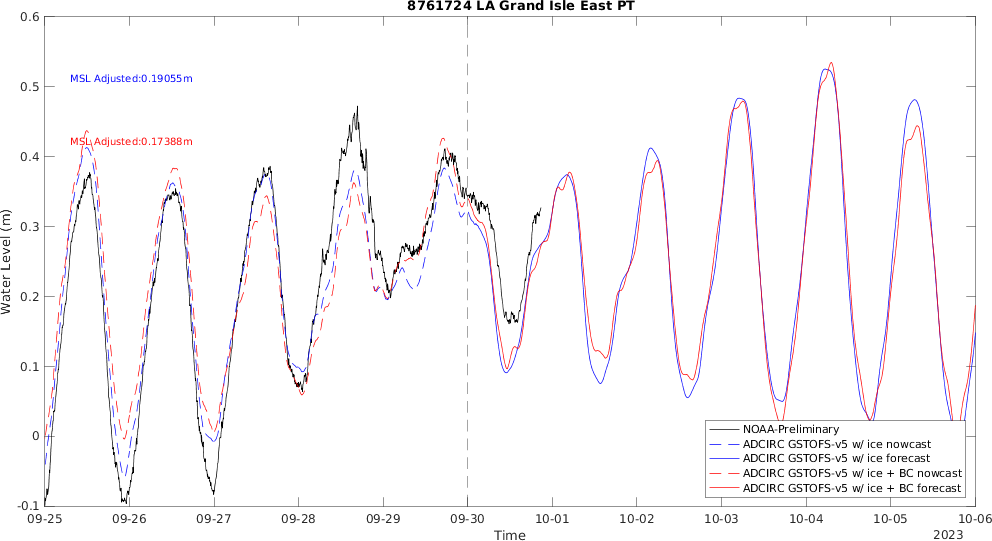 8761724 LA Grand Isle East PT
0.6
0.5
0.4
0.3
0.2
0.1
0
-0.1
Water Level (m)
MSL Adjusted:0.19055m
MSL Adjusted:0.17388m
NOAA-Preliminary
ADCIRC GSTOFS-v5 w/ ice nowcast
ADCIRC GSTOFS-v5 w/ ice forecast
ADCIRC GSTOFS-v5 w/ ice + BC nowcast
ADCIRC GSTOFS-v5 w/ ice + BC forecast
09-25 09-26 09-27 09-28 09-29 09-30 10-01 10-02 10-03 10-04 10-05 10-06
Time
2023